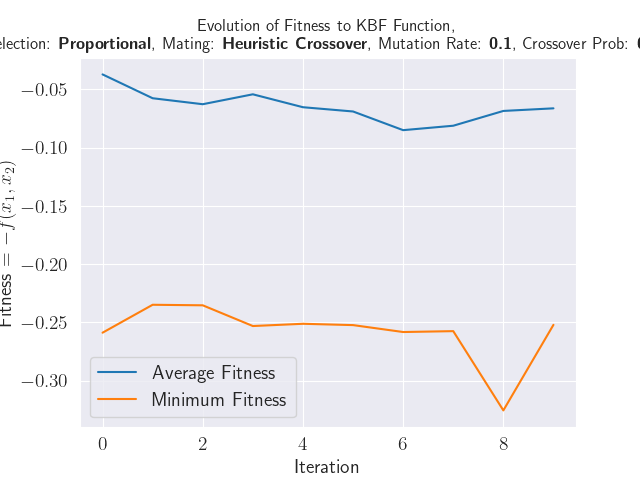 Evolution of Fitness to KBF Function,
election: Proportional, Mating: Heuristic Crossover, Mutation Rate: 0.1, Crossover Prob:
−0.05
−0.10
−0.15
−0.20
−0.25
−0.30
Fitness = −f(x₁, x₂)
Average Fitness
Minimum Fitness
0 2 4 6 8
Iteration